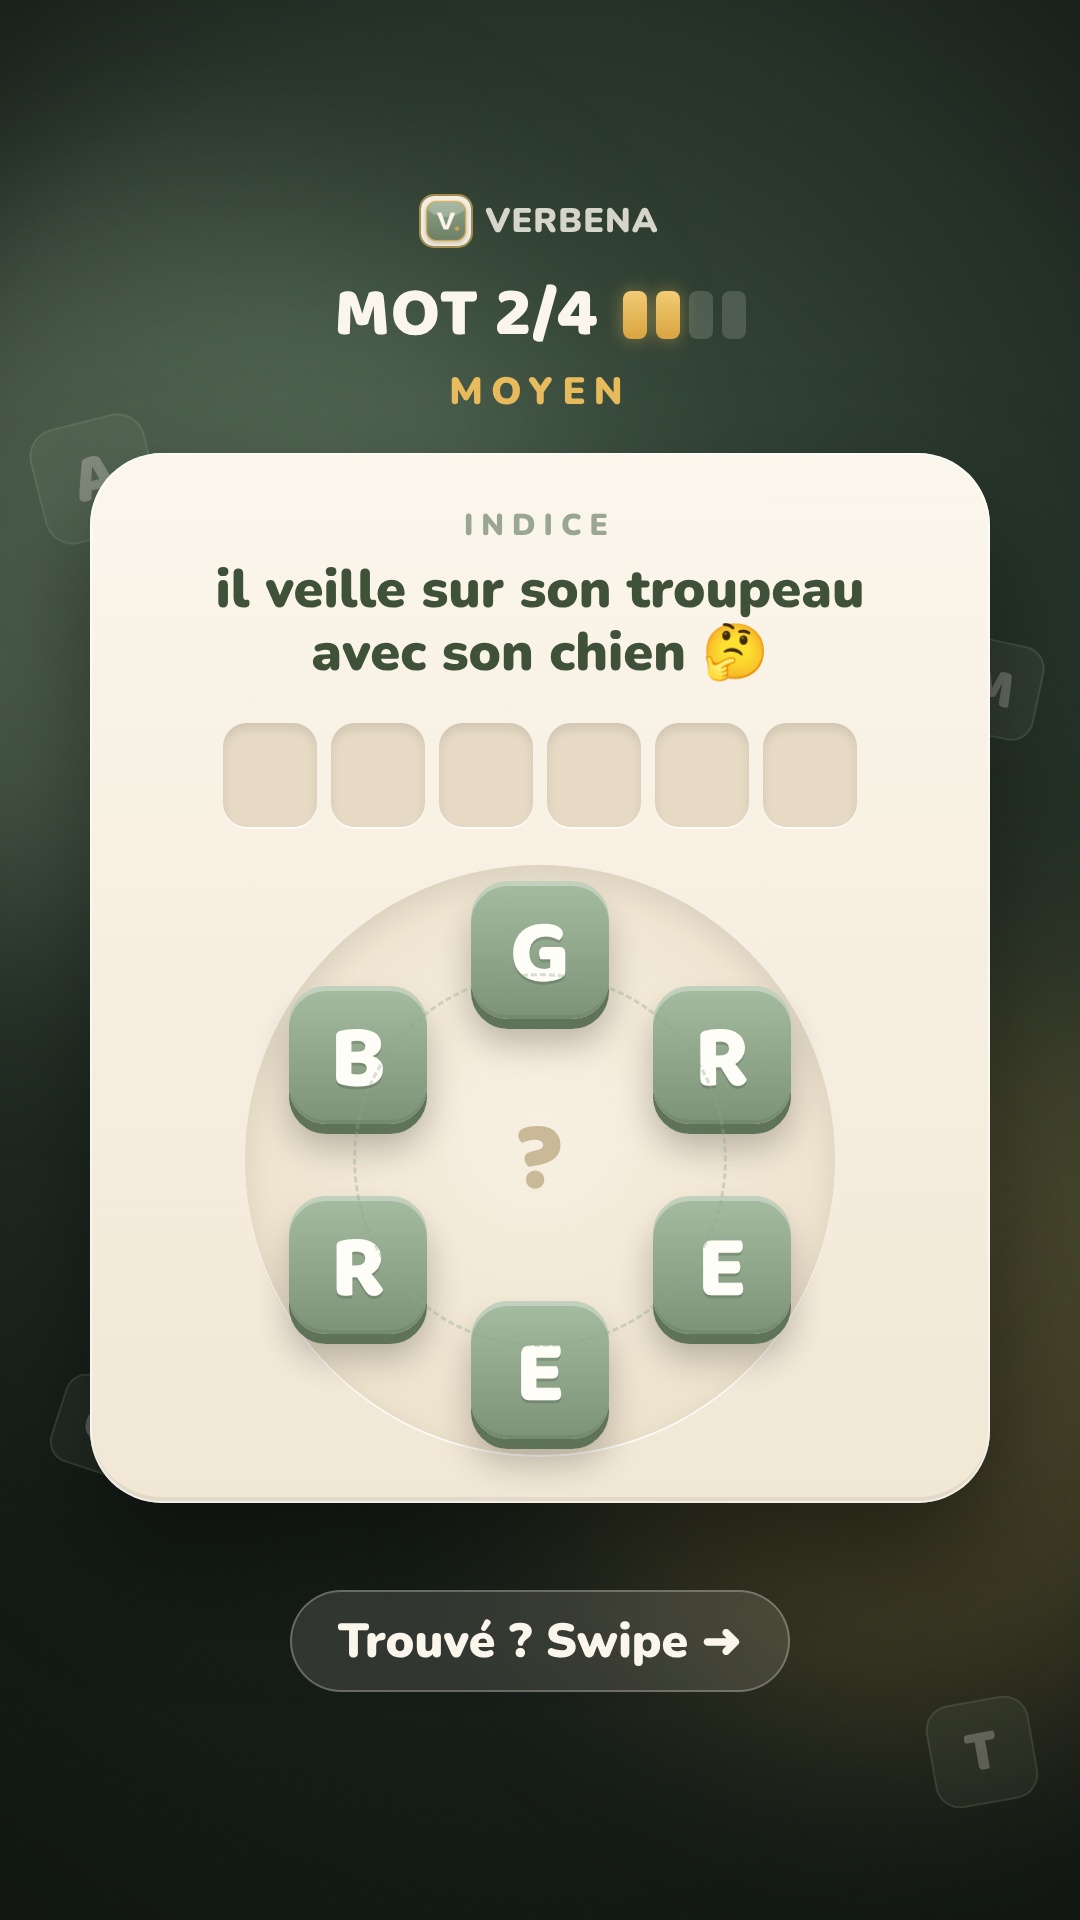 V.
VERBENA
MOT 2/4
MOYEN
A
INDICE
il veille sur son troupeau
avec son chien 🤔
M
G
B
R
?
R
E
E
Trouvé ? Swipe ➜
T